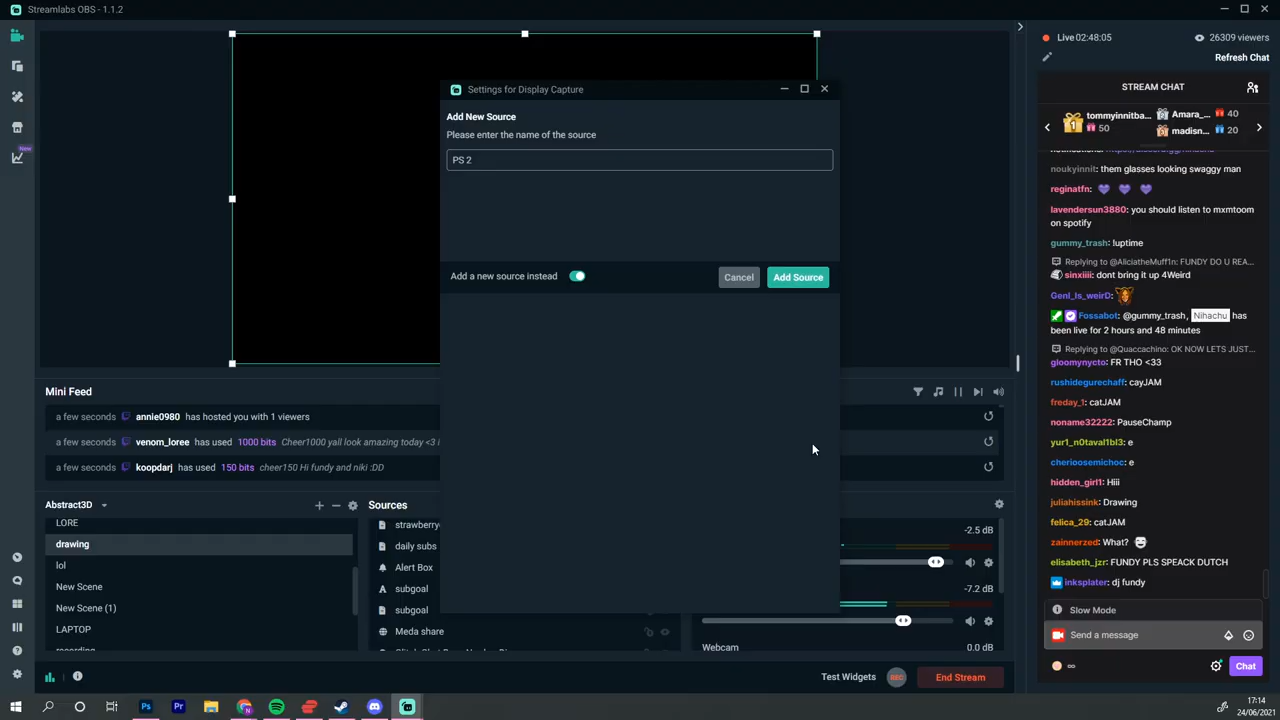 Streamlabs OBS - 1.1.2
Live 02:48:05
26309 viewers
Refresh Chat
STREAM CHAT
tommyinnitba...
50
Amara_...
40
madisn...
20
New
Settings for Display Capture
Add New Source
Please enter the name of the source
PS 2
Add a new source instead
Cancel
Add Source
noukyinnit: them glasses looking swaggy man
reginatfn:
lavendersun3880: you should listen to mxmtoom
on spotify
gummy_trash: !uptime
Replying to @AliciatheMuff1n: FUNDY DO U REA...
sinxiiii: dont bring it up 4Weird
GenI_Is_weirD:
Fossabot: @gummy_trash, Nihachu has
been live for 2 hours and 48 minutes
Replying to @Quaccachino: OK NOW LETS JUST...
gloomynycto: FR THO <33
rushidegurechaff: cayJAM
freday_1: catJAM
noname32222: PauseChamp
yur1_n0taval1bl3: e
cherioosemichoc: e
hidden_girl1: Hiii
juliahissink: Drawing
felica_29: catJAM
zainnerzed: What?
elisabeth_jzr: FUNDY PLS SPEACK DUTCH
inksplater: dj fundy
Slow Mode
Send a message
Chat
Mini Feed
a few seconds annie0980 has hosted you with 1 viewers
a few seconds venom_loree has used 1000 bits Cheer1000 yall look amazing today <3
a few seconds koopdarj has used 150 bits cheer150 Hi fundy and niki :DD
Abstract3D
LORE
drawing
lol
New Scene
New Scene (1)
LAPTOP
Sources
strawberry
daily subs
Alert Box
subgoal
subgoal
Meda share
-2.5 dB
-7.2 dB
Webcam
0.0 dB
Test Widgets
REC
End Stream
Ps
Pr
17:14
24/06/2021